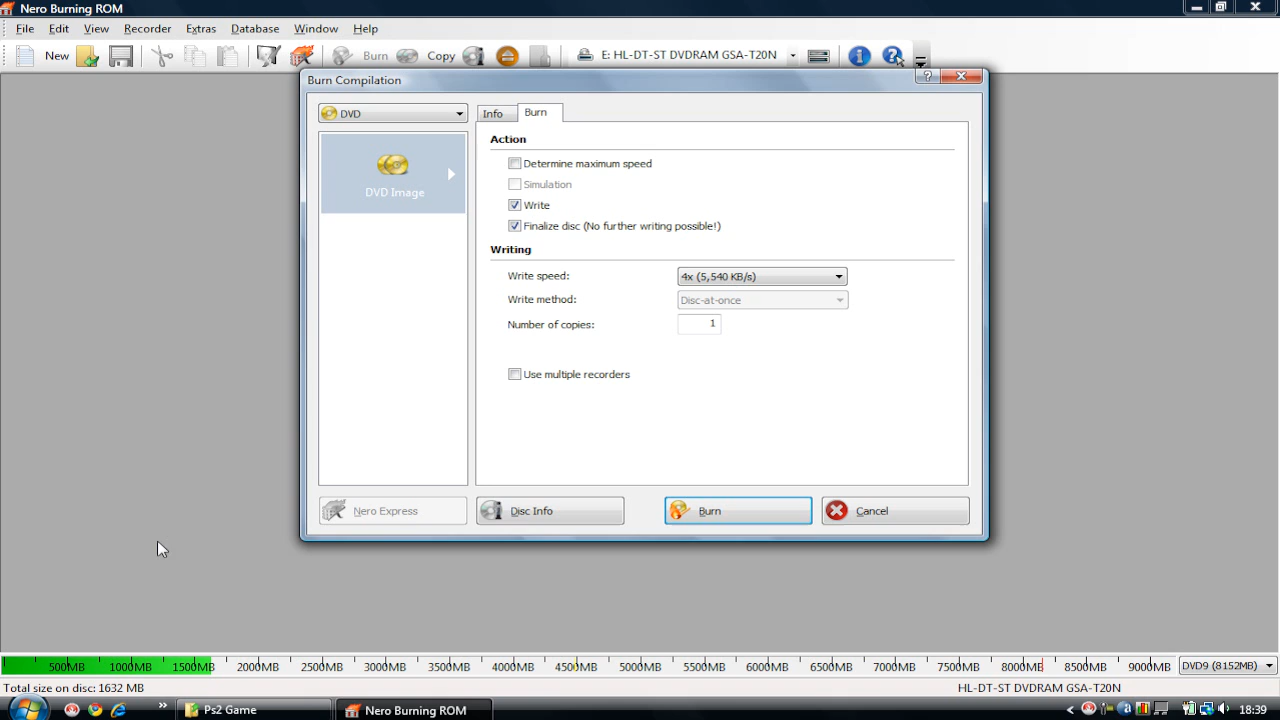 Nero Burning ROM
File Edit View Recorder Extras Database Window Help
New Burn Copy E: HL-DT-ST DVDRAM GSA-T20N
Burn Compilation
DVD
Info Burn
DVD Image
Action
Determine maximum speed
Simulation
Write
Finalize disc (No further writing possible!)
Writing
Write speed: 4x (5,540 KB/s)
Write method: Disc-at-once
Number of copies: 1
Use multiple recorders
Nero Express Disc Info Burn Cancel
500MB 1000MB 1500MB 2000MB 2500MB 3000MB 3500MB 4000MB 4500MB 5000MB 5500MB 6000MB 6500MB 7000MB 7500MB 8000MB 8500MB 9000MB DVD9 (8152MB)
Total size on disc: 1632 MB HL-DT-ST DVDRAM GSA-T20N
Ps2 Game Nero Burning ROM 18:39